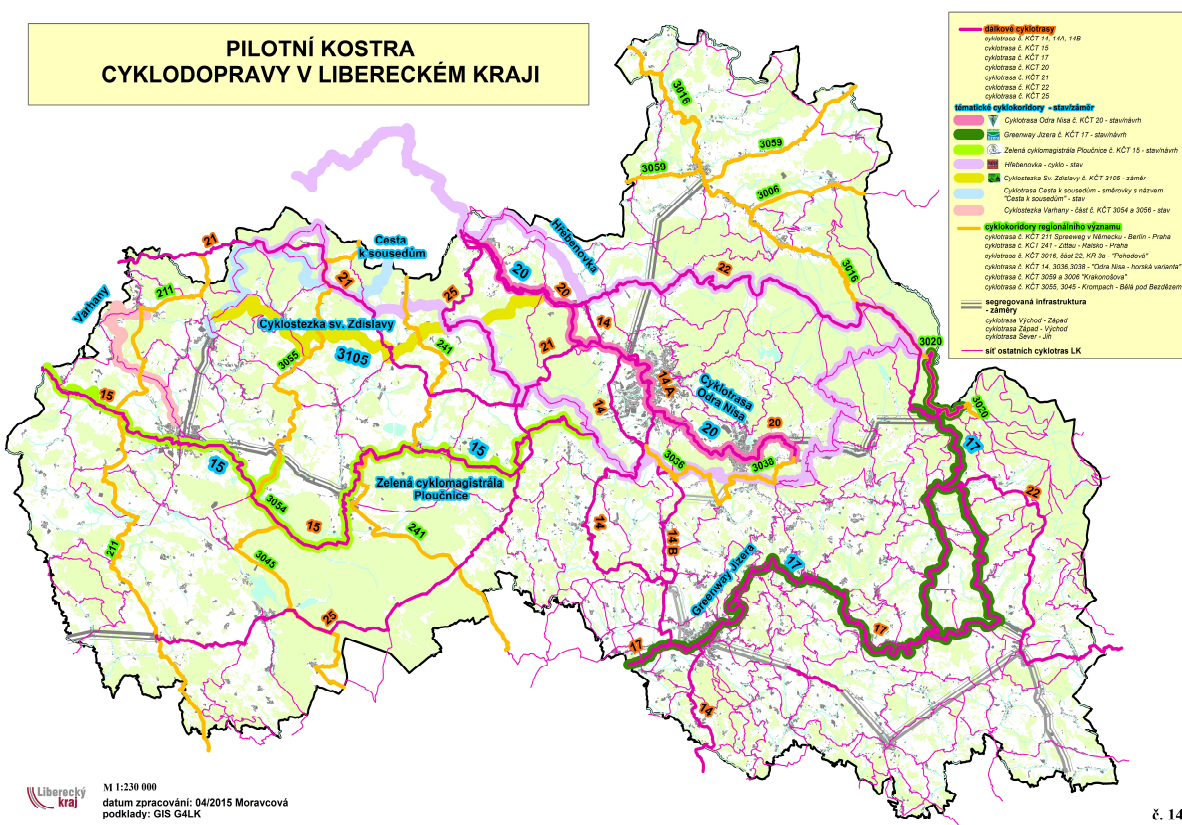 PILOTNÍ KOSTRA
CYKLODOPRAVY V LIBERECKÉM KRAJI
dálkové cyklotrasy
cyklotrasa č. KČT 14, 14A, 14B
cyklotrasa č. KČT 15
cyklotrasa č. KČT 17
cyklotrasa č. KČT 20
cyklotrasa č. KČT 21
cyklotrasa č. KČT 22
cyklotrasa č. KČT 25
tématické cyklokoridory - stav/záměr
Cyklotrasa Odra Nisa č. KČT 20 - stav/návrh
Greenway Jizera č. KČT 17 - stav/návrh
Zelená cyklomagistrála Ploučnice č. KČT 15 - stav/návrh
Hřebenovka - cyklo - stav
Cyklostezka Sv. Zdislavy č. KČT 3105 - záměr
Cyklotrasa Cesta k sousedům - směrovky s názvem
"Cesta k sousedům" - stav
Cyklostezka Varhany - část č. KČT 3054 a 3056 - stav
cyklokoridory regionálního významu
cyklotrasa č. KČT 211 Spreeweg v Německu - Berlín - Praha
cyklotrasa č. KČT 241 - Zittau - Ralsko - Praha
cyklotrasa č. KČT 3016, část 22, KR 3a - "Pohodová"
cyklotrasa č. KČT 14, 3036,3038 - "Odra Nisa - horská varianta"
cyklotrasa č. KČT 3059 a 3006 "Krakonošova"
cyklotrasa č. KČT 3055, 3045 - Krompach - Bělá pod Bezdězem
segregovaná infrastruktura
- záměry
cyklotrasa Východ - Západ
cyklotrasa Západ - Východ
cyklotrasa Sever - Jih
síť ostatních cyklotras LK
3016
3059
3059
3006
3016
21
Cesta
k sousedům
Hřebenovka
22
20
20
21
211
25
Varhany
Cyklostezka sv. Zdislavy
14
3105
241
21
3055
3020
15
14A
Cyklotrasa
Odra Nisa
14
3020
20
20
17
15
15
3036
3038
Zelená cyklomagistrála
Ploučnice
22
3054
15
14
241
14B
211
3045
Greenway Jizera
17
25
17
17
14
Liberecký
kraj
M 1:230 000
datum zpracování: 04/2015 Moravcová
podklady: GIS G4LK
č. 14